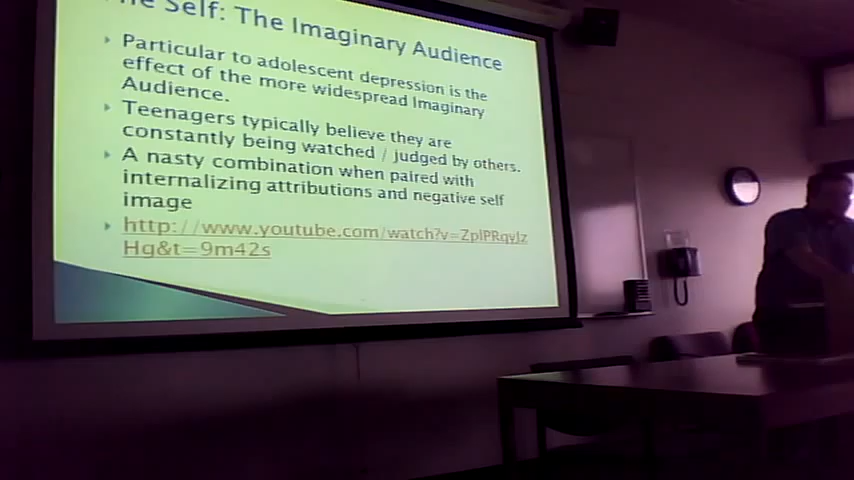 The Self: The Imaginary Audience
Particular to adolescent depression is the
effect of the more widespread Imaginary
Audience.
Teenagers typically believe they are
constantly being watched / judged by others.
A nasty combination when paired with
internalizing attributions and negative self
image
http://www.youtube.com/watch?v=ZplPRqvJz
Hg&t=9m42s